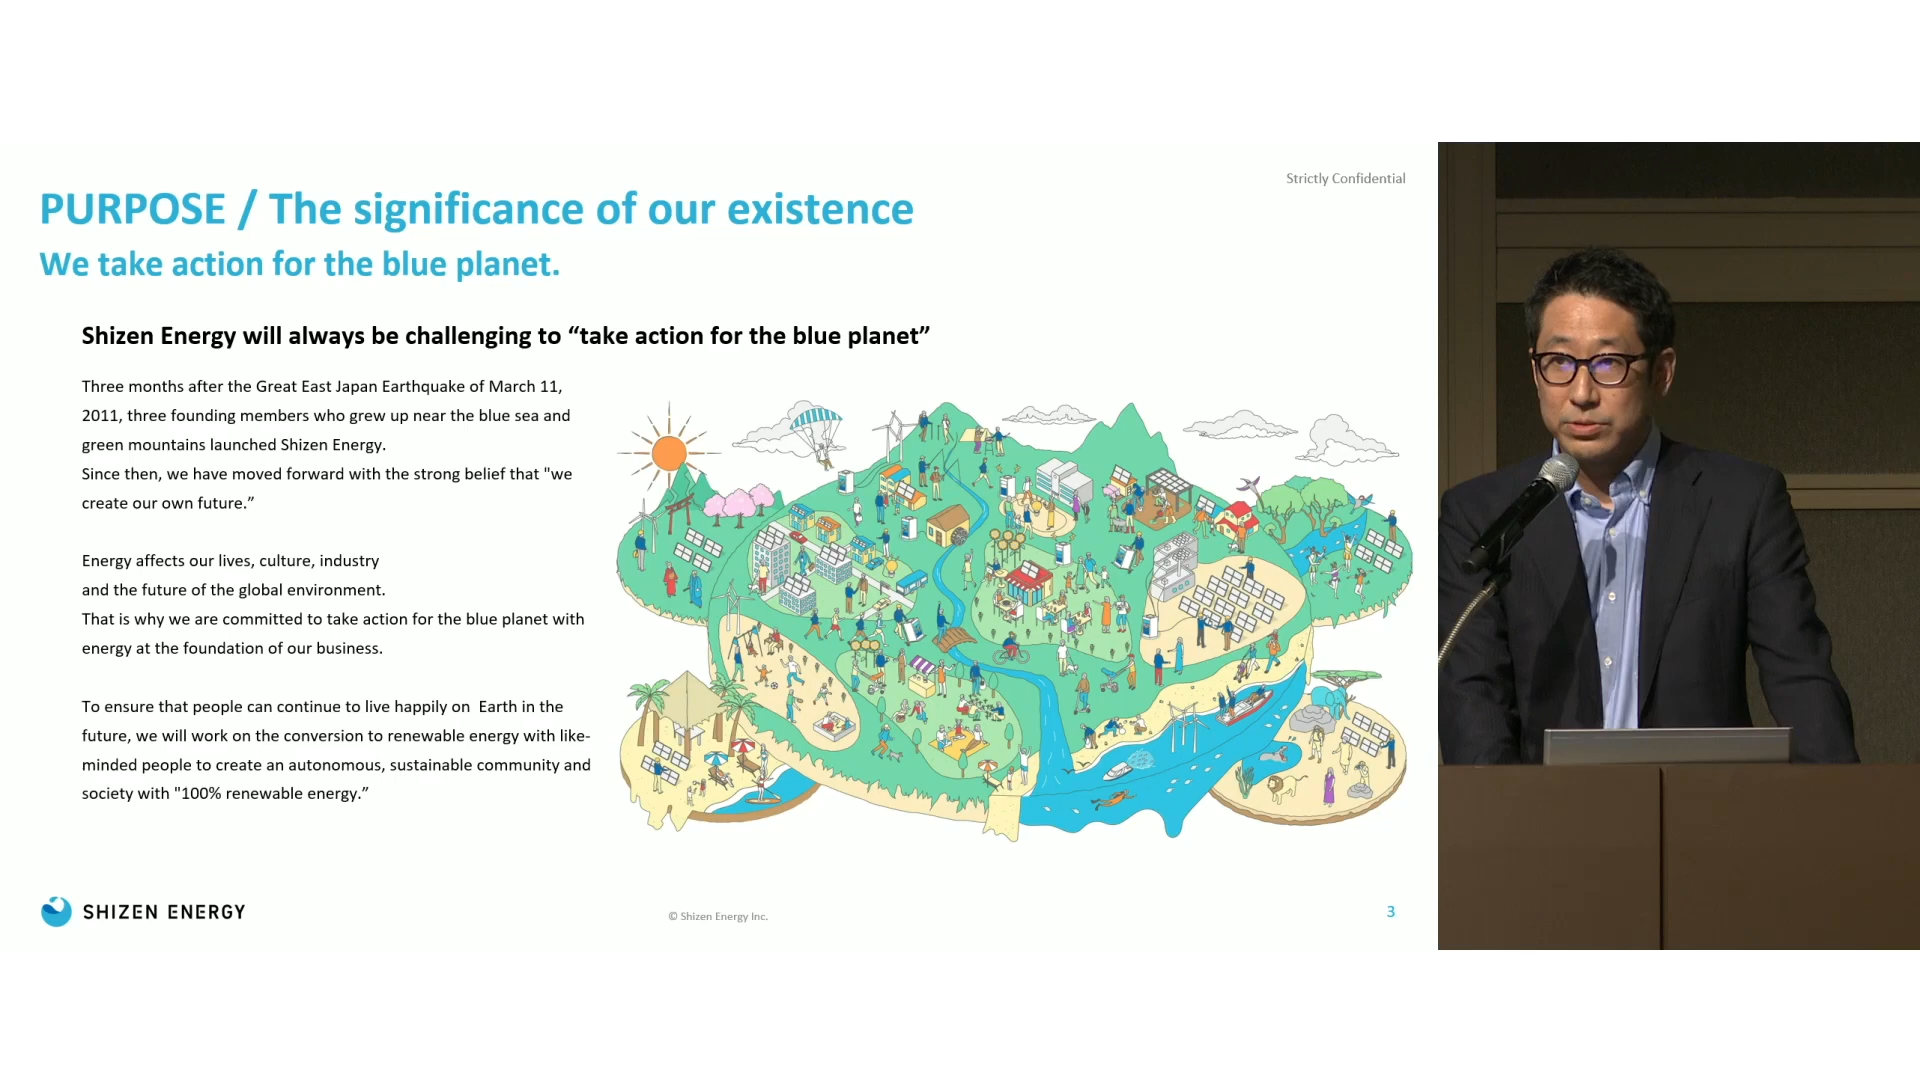 Strictly Confidential
PURPOSE / The significance of our existence
We take action for the blue planet.
Shizen Energy will always be challenging to “take action for the blue planet”
Three months after the Great East Japan Earthquake of March 11,
2011, three founding members who grew up near the blue sea and
green mountains launched Shizen Energy.
Since then, we have moved forward with the strong belief that "we
create our own future.”
Energy affects our lives, culture, industry
and the future of the global environment.
That is why we are committed to take action for the blue planet with
energy at the foundation of our business.
To ensure that people can continue to live happily on  Earth in the
future, we will work on the conversion to renewable energy with like-
minded people to create an autonomous, sustainable community and
society with "100% renewable energy.”
SHIZEN ENERGY
© Shizen Energy Inc.
3